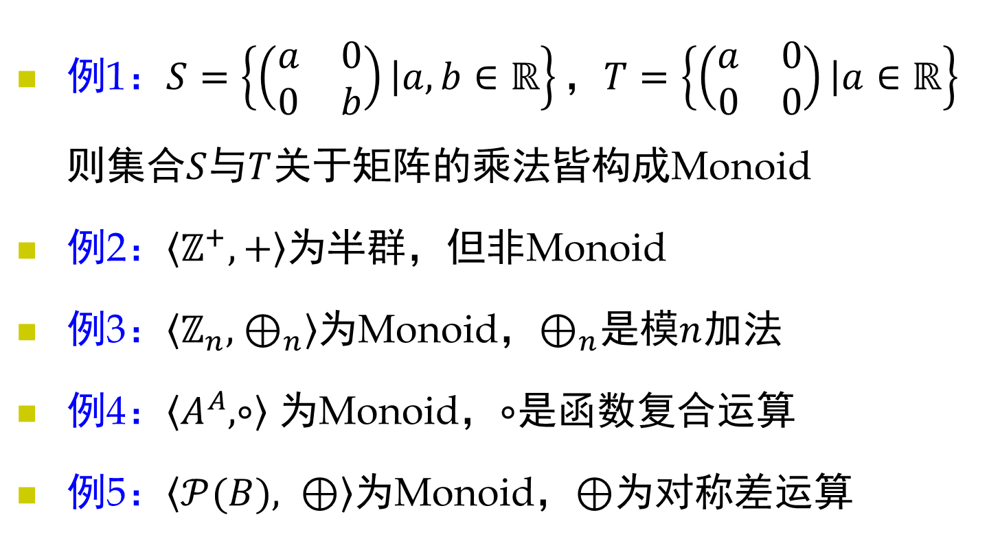 ■ 例1：$S = \left\{\begin{pmatrix} a & 0 \\ 0 & b \end{pmatrix} | a, b \in \mathbb{R}\right\}$，$T = \left\{\begin{pmatrix} a & 0 \\ 0 & 0 \end{pmatrix} | a \in \mathbb{R}\right\}$
则集合$S$与$T$关于矩阵的乘法皆构成Monoid
■ 例2：$\langle \mathbb{Z}^+, + \rangle$为半群，但非Monoid
■ 例3：$\langle \mathbb{Z}_n, \oplus_n \rangle$为Monoid，$\oplus_n$是模$n$加法
■ 例4：$\langle A^A, \circ \rangle$ 为Monoid，$\circ$是函数复合运算
■ 例5：$\langle \mathcal{P}(B), \oplus \rangle$为Monoid，$\oplus$为对称差运算